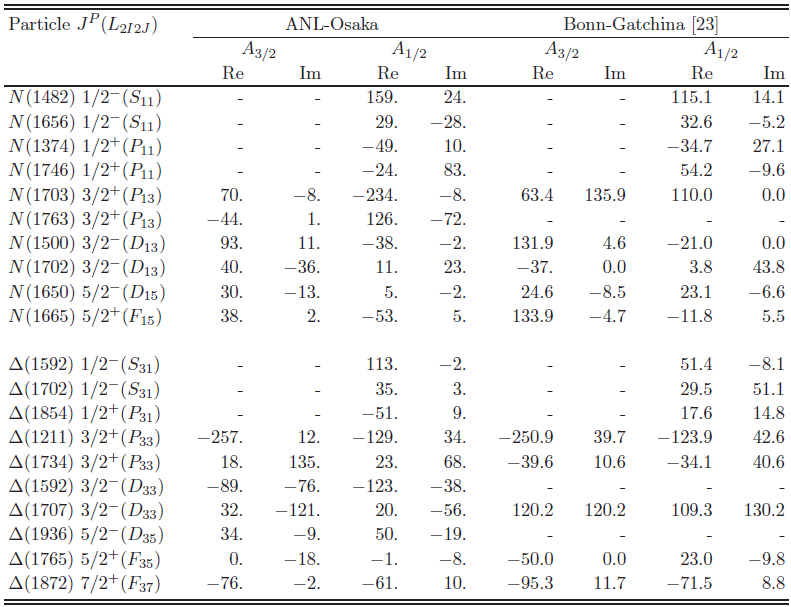 Particle J^P(L_{2I2J}) ANL-Osaka Bonn-Gatchina [23]
A_{3/2} A_{1/2} A_{3/2} A_{1/2}
Re Im Re Im Re Im Re Im
N(1482) 1/2^−(S_{11}) - - 159. 24. - - 115.1 14.1
N(1656) 1/2^−(S_{11}) - - 29. −28. - - 32.6 −5.2
N(1374) 1/2^+(P_{11}) - - −49. 10. - - −34.7 27.1
N(1746) 1/2^+(P_{11}) - - −24. 83. - - 54.2 −9.6
N(1703) 3/2^+(P_{13}) 70. −8. −234. −8. 63.4 135.9 110.0 0.0
N(1763) 3/2^+(P_{13}) −44. 1. 126. −72. - - - -
N(1500) 3/2^−(D_{13}) 93. 11. −38. −2. 131.9 4.6 −21.0 0.0
N(1702) 3/2^−(D_{13}) 40. −36. 11. 23. −37. 0.0 3.8 43.8
N(1650) 5/2^−(D_{15}) 30. −13. 5. −2. 24.6 −8.5 23.1 −6.6
N(1665) 5/2^+(F_{15}) 38. 2. −53. 5. 133.9 −4.7 −11.8 5.5
Δ(1592) 1/2^−(S_{31}) - - 113. −2. - - 51.4 −8.1
Δ(1702) 1/2^−(S_{31}) - - 35. 3. - - 29.5 51.1
Δ(1854) 1/2^+(P_{31}) - - −51. 9. - - 17.6 14.8
Δ(1211) 3/2^+(P_{33}) −257. 12. −129. 34. −250.9 39.7 −123.9 42.6
Δ(1734) 3/2^+(P_{33}) 18. 135. 23. 68. −39.6 10.6 −34.1 40.6
Δ(1592) 3/2^−(D_{33}) −89. −76. −123. −38. - - - -
Δ(1707) 3/2^−(D_{33}) 32. −121. 20. −56. 120.2 120.2 109.3 130.2
Δ(1936) 5/2^−(D_{35}) 34. −9. 50. −19. - - - -
Δ(1765) 5/2^+(F_{35}) 0. −18. −1. −8. −50.0 0.0 23.0 −9.8
Δ(1872) 7/2^+(F_{37}) −76. −2. −61. 10. −95.3 11.7 −71.5 8.8